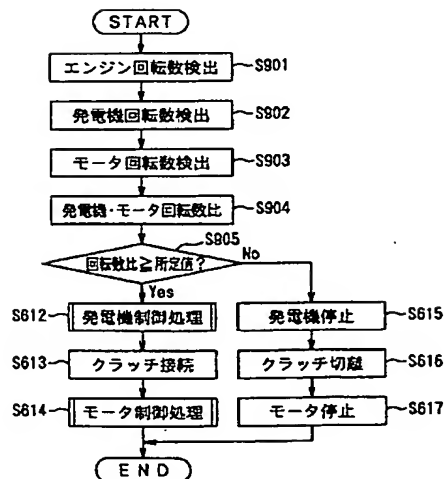 START
エンジン回転数検出 S901
発電機回転数検出 S902
モータ回転数検出 S903
発電機・モータ回転数比 S904
S905
回転数比≧所定値? No
Yes
S612 発電機制御処理 発電機停止 S615
S613 クラッチ接続 クラッチ切離 S616
S614 モータ制御処理 モータ停止 S617
END